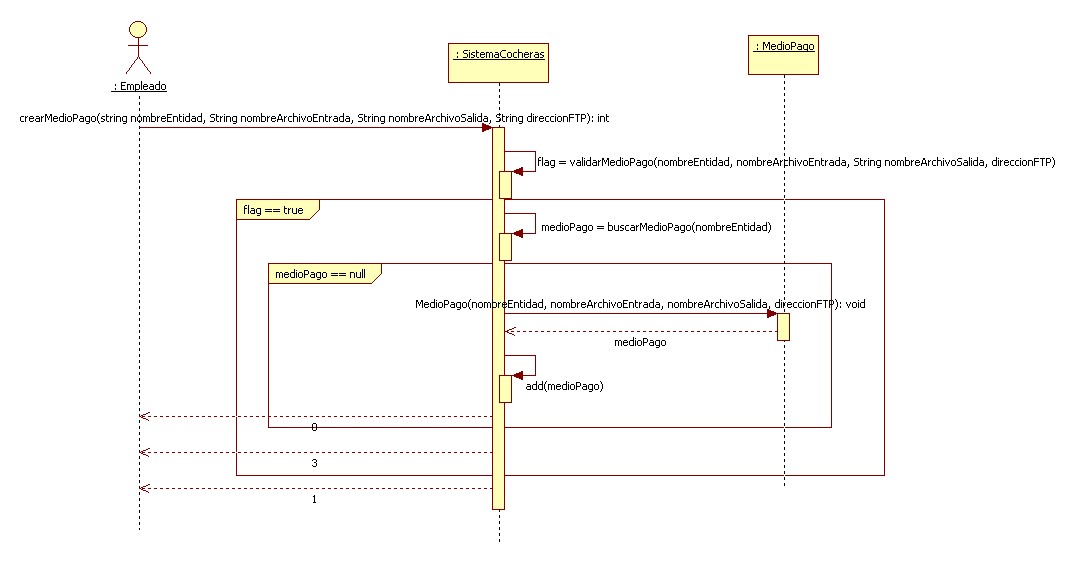 : Empleado
: SistemaCocheras
: MedioPago
crearMedioPago(string nombreEntidad, String nombreArchivoEntrada, String nombreArchivoSalida, String direccionFTP): int
flag = validarMedioPago(nombreEntidad, nombreArchivoEntrada, String nombreArchivoSalida, direccionFTP)
flag == true
medioPago = buscarMedioPago(nombreEntidad)
medioPago == null
MedioPago(nombreEntidad, nombreArchivoEntrada, nombreArchivoSalida, direccionFTP): void
medioPago
add(medioPago)
0
3
1